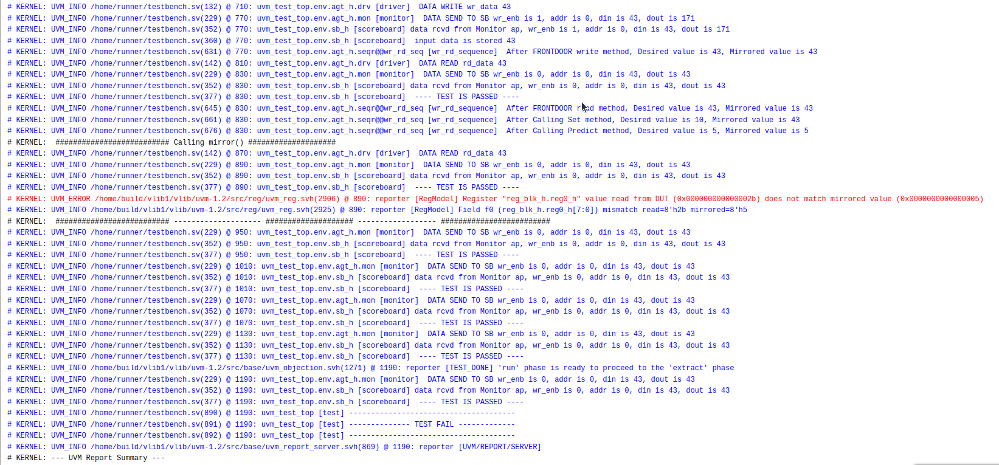 # KERNEL: UVM_INFO /home/runner/testbench.sv(132) @ 710: uvm_test_top.env.agt_h.drv [driver]  DATA WRITE wr_data 43
# KERNEL: UVM_INFO /home/runner/testbench.sv(229) @ 770: uvm_test_top.env.agt_h.mon [monitor]  DATA SEND TO SB wr_enb is 1, addr is 0, din is 43, dout is 171
# KERNEL: UVM_INFO /home/runner/testbench.sv(352) @ 770: uvm_test_top.env.sb_h [scoreboard] data rcvd from Monitor ap, wr_enb is 1, addr is 0, din is 43, dout is 171
# KERNEL: UVM_INFO /home/runner/testbench.sv(360) @ 770: uvm_test_top.env.sb_h [scoreboard]  input data is stored 43
# KERNEL: UVM_INFO /home/runner/testbench.sv(631) @ 770: uvm_test_top.env.agt_h.seqr@@wr_rd_seq [wr_rd_sequence]  After FRONTDOOR write method, Desired value is 43, Mirrored value is 43
# KERNEL: UVM_INFO /home/runner/testbench.sv(142) @ 810: uvm_test_top.env.agt_h.drv [driver]  DATA READ rd_data 43
# KERNEL: UVM_INFO /home/runner/testbench.sv(229) @ 830: uvm_test_top.env.agt_h.mon [monitor]  DATA SEND TO SB wr_enb is 0, addr is 0, din is 43, dout is 43
# KERNEL: UVM_INFO /home/runner/testbench.sv(352) @ 830: uvm_test_top.env.sb_h [scoreboard] data rcvd from Monitor ap, wr_enb is 0, addr is 0, din is 43, dout is 43
# KERNEL: UVM_INFO /home/runner/testbench.sv(377) @ 830: uvm_test_top.env.sb_h [scoreboard]  ---- TEST IS PASSED ----
# KERNEL: UVM_INFO /home/runner/testbench.sv(645) @ 830: uvm_test_top.env.agt_h.seqr@@wr_rd_seq [wr_rd_sequence]  After FRONTDOOR read method, Desired value is 43, Mirrored value is 43
# KERNEL: UVM_INFO /home/runner/testbench.sv(661) @ 830: uvm_test_top.env.agt_h.seqr@@wr_rd_seq [wr_rd_sequence]  After Calling Set method, Desired value is 10, Mirrored value is 43
# KERNEL: UVM_INFO /home/runner/testbench.sv(676) @ 830: uvm_test_top.env.agt_h.seqr@@wr_rd_seq [wr_rd_sequence]  After Calling Predict method, Desired value is 5, Mirrored value is 5
# KERNEL:  ########################## Calling mirror() ####################
# KERNEL: UVM_INFO /home/runner/testbench.sv(142) @ 870: uvm_test_top.env.agt_h.drv [driver]  DATA READ rd_data 43
# KERNEL: UVM_INFO /home/runner/testbench.sv(229) @ 890: uvm_test_top.env.agt_h.mon [monitor]  DATA SEND TO SB wr_enb is 0, addr is 0, din is 43, dout is 43
# KERNEL: UVM_INFO /home/runner/testbench.sv(352) @ 890: uvm_test_top.env.sb_h [scoreboard] data rcvd from Monitor ap, wr_enb is 0, addr is 0, din is 43, dout is 43
# KERNEL: UVM_INFO /home/runner/testbench.sv(377) @ 890: uvm_test_top.env.sb_h [scoreboard]  ---- TEST IS PASSED ----
# KERNEL: UVM_ERROR /home/build/vlib1/vlib/uvm-1.2/src/reg/uvm_reg.svh(2906) @ 890: reporter [RegModel] Register "reg_blk_h.reg0_h" value read from DUT (0x000000000000002b) does not match mirrored value (0x0000000000000005)
# KERNEL: UVM_INFO /home/build/vlib1/vlib/uvm-1.2/src/reg/uvm_reg.svh(2925) @ 890: reporter [RegModel] Field f0 (reg_blk_h.reg0_h[7:0]) mismatch read=8'h2b mirrored=8'h5
# KERNEL:  ########################## ------------------- #################### ------------------ #########################
# KERNEL: UVM_INFO /home/runner/testbench.sv(229) @ 950: uvm_test_top.env.agt_h.mon [monitor]  DATA SEND TO SB wr_enb is 0, addr is 0, din is 43, dout is 43
# KERNEL: UVM_INFO /home/runner/testbench.sv(352) @ 950: uvm_test_top.env.sb_h [scoreboard] data rcvd from Monitor ap, wr_enb is 0, addr is 0, din is 43, dout is 43
# KERNEL: UVM_INFO /home/runner/testbench.sv(377) @ 950: uvm_test_top.env.sb_h [scoreboard]  ---- TEST IS PASSED ----
# KERNEL: UVM_INFO /home/runner/testbench.sv(229) @ 1010: uvm_test_top.env.agt_h.mon [monitor]  DATA SEND TO SB wr_enb is 0, addr is 0, din is 43, dout is 43
# KERNEL: UVM_INFO /home/runner/testbench.sv(352) @ 1010: uvm_test_top.env.sb_h [scoreboard] data rcvd from Monitor ap, wr_enb is 0, addr is 0, din is 43, dout is 43
# KERNEL: UVM_INFO /home/runner/testbench.sv(377) @ 1010: uvm_test_top.env.sb_h [scoreboard]  ---- TEST IS PASSED ----
# KERNEL: UVM_INFO /home/runner/testbench.sv(229) @ 1070: uvm_test_top.env.agt_h.mon [monitor]  DATA SEND TO SB wr_enb is 0, addr is 0, din is 43, dout is 43
# KERNEL: UVM_INFO /home/runner/testbench.sv(352) @ 1070: uvm_test_top.env.sb_h [scoreboard] data rcvd from Monitor ap, wr_enb is 0, addr is 0, din is 43, dout is 43
# KERNEL: UVM_INFO /home/runner/testbench.sv(377) @ 1070: uvm_test_top.env.sb_h [scoreboard]  ---- TEST IS PASSED ----
# KERNEL: UVM_INFO /home/runner/testbench.sv(229) @ 1130: uvm_test_top.env.agt_h.mon [monitor]  DATA SEND TO SB wr_enb is 0, addr is 0, din is 43, dout is 43
# KERNEL: UVM_INFO /home/runner/testbench.sv(352) @ 1130: uvm_test_top.env.sb_h [scoreboard] data rcvd from Monitor ap, wr_enb is 0, addr is 0, din is 43, dout is 43
# KERNEL: UVM_INFO /home/runner/testbench.sv(377) @ 1130: uvm_test_top.env.sb_h [scoreboard]  ---- TEST IS PASSED ----
# KERNEL: UVM_INFO /home/build/vlib1/vlib/uvm-1.2/src/base/uvm_objection.svh(1271) @ 1190: reporter [TEST_DONE] 'run' phase is ready to proceed to the 'extract' phase
# KERNEL: UVM_INFO /home/runner/testbench.sv(229) @ 1190: uvm_test_top.env.agt_h.mon [monitor]  DATA SEND TO SB wr_enb is 0, addr is 0, din is 43, dout is 43
# KERNEL: UVM_INFO /home/runner/testbench.sv(352) @ 1190: uvm_test_top.env.sb_h [scoreboard] data rcvd from Monitor ap, wr_enb is 0, addr is 0, din is 43, dout is 43
# KERNEL: UVM_INFO /home/runner/testbench.sv(377) @ 1190: uvm_test_top.env.sb_h [scoreboard]  ---- TEST IS PASSED ----
# KERNEL: UVM_INFO /home/runner/testbench.sv(890) @ 1190: uvm_test_top [test] --------------------------------------
# KERNEL: UVM_INFO /home/runner/testbench.sv(891) @ 1190: uvm_test_top [test] -------------- TEST FAIL -------------
# KERNEL: UVM_INFO /home/runner/testbench.sv(892) @ 1190: uvm_test_top [test] --------------------------------------
# KERNEL: UVM_INFO /home/build/vlib1/vlib/uvm-1.2/src/base/uvm_report_server.svh(869) @ 1190: reporter [UVM/REPORT/SERVER]
# KERNEL: --- UVM Report Summary ---